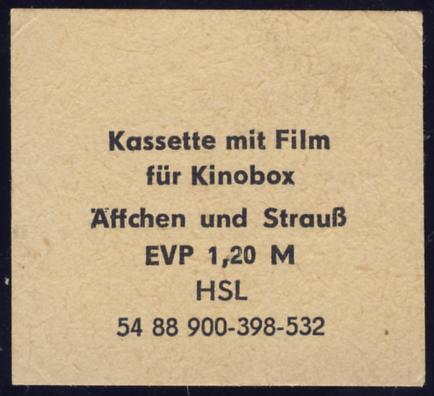 Kassette mit Film
für Kinobox
Äffchen und Strauß
EVP 1,20 M
HSL
54 88 900-398-532